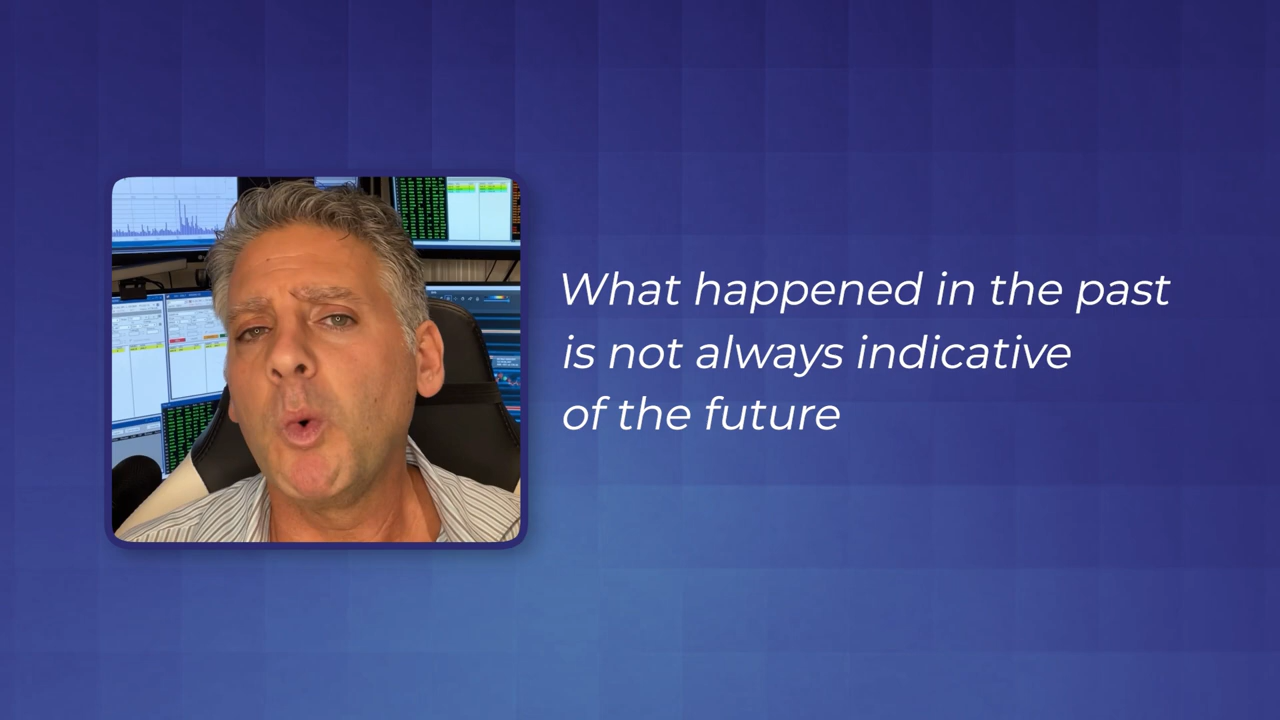 What happened in the past
is not always indicative
of the future